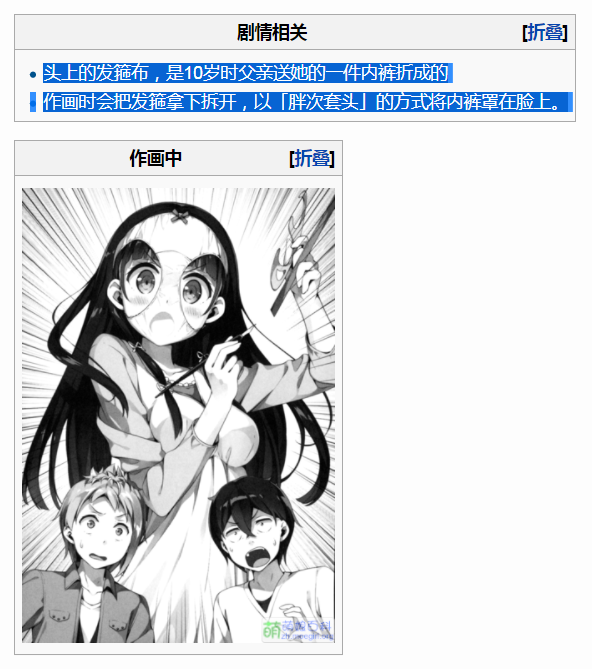 剧情相关 [折叠]
头上的发箍布，是10岁时父亲送她的一件内裤折成的
作画时会把发箍拿下拆开，以「胖次套头」的方式将内裤罩在脸上。
作画中 [折叠]
萌娘百科
zh.moegirl.org